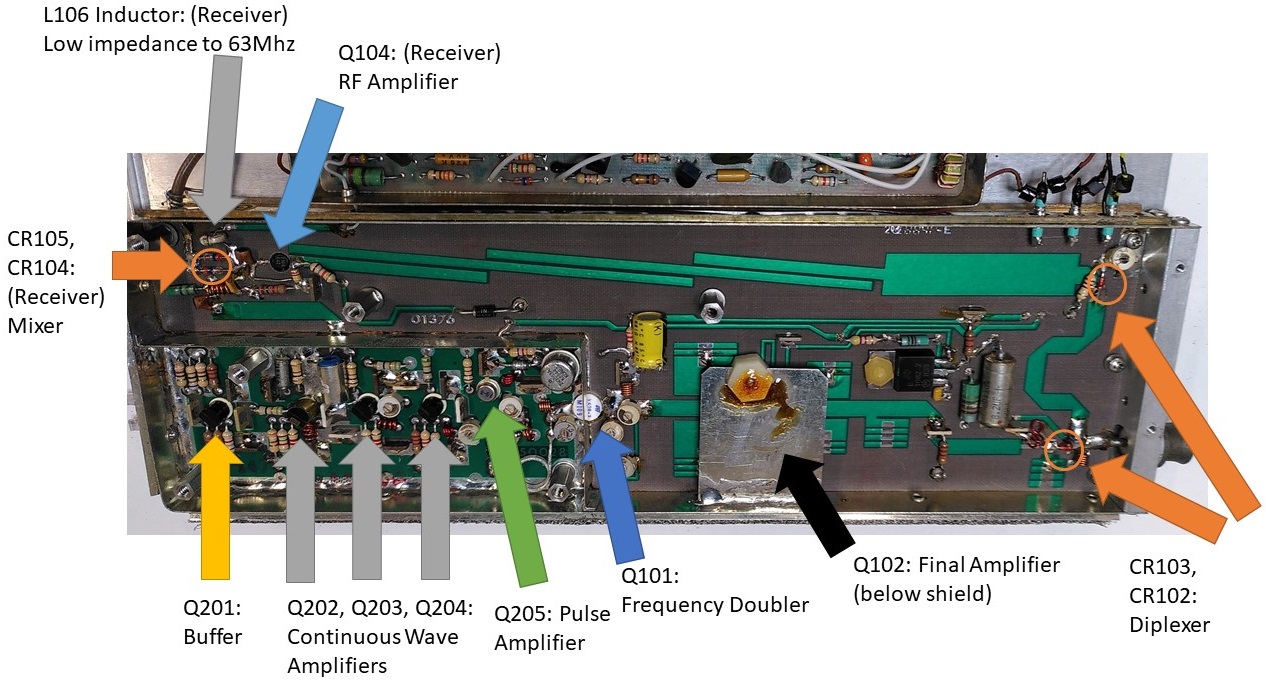 L106 Inductor: (Receiver)
Low impedance to 63Mhz
Q104: (Receiver)
RF Amplifier
CR105,
CR104:
(Receiver)
Mixer
01376
Q201:
Buffer
Q202, Q203, Q204:
Continuous Wave
Amplifiers
Q205: Pulse
Amplifier
Q101:
Frequency Doubler
Q102: Final Amplifier
(below shield)
CR103,
CR102:
Diplexer